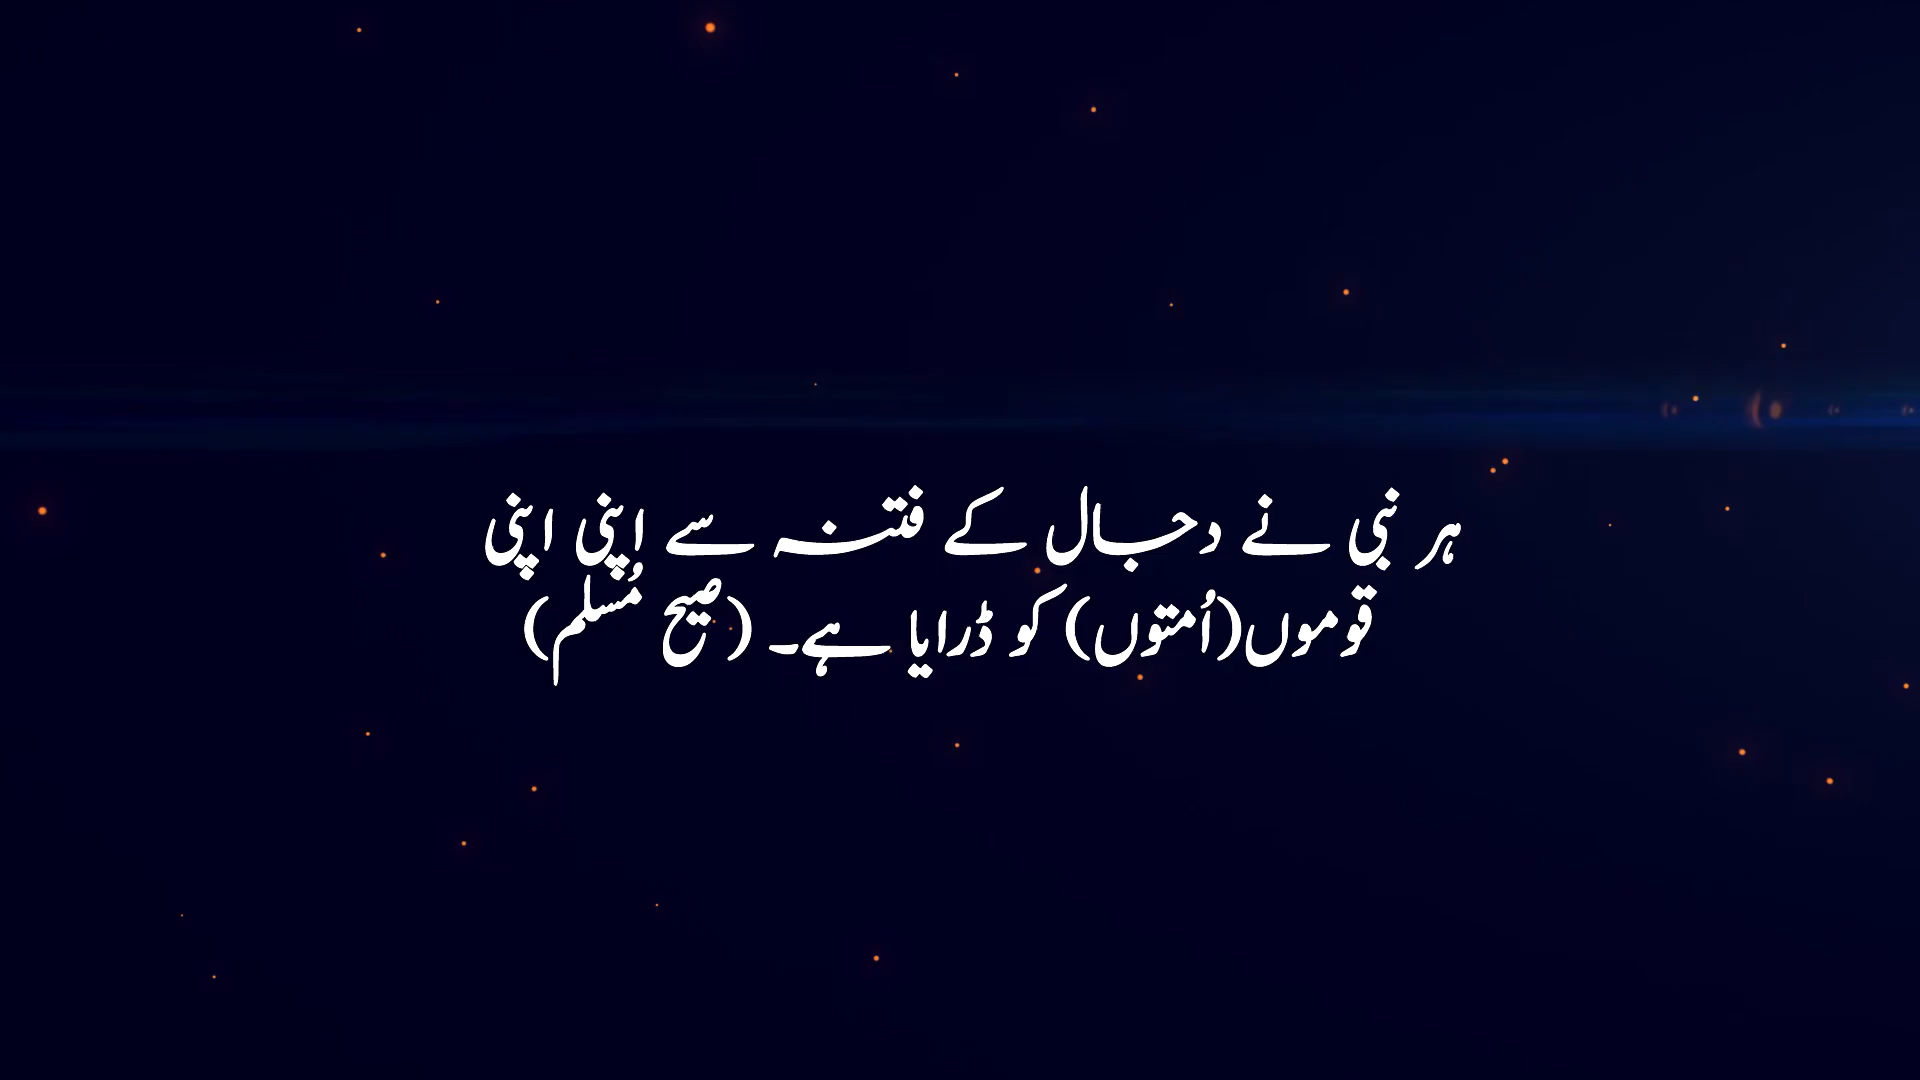 ہر نبی نے دجال کے فتنہ سے اپنی اپنی
قوموں(اُمتوں) کو ڈرایا ہے۔ (صیح مُسلم)